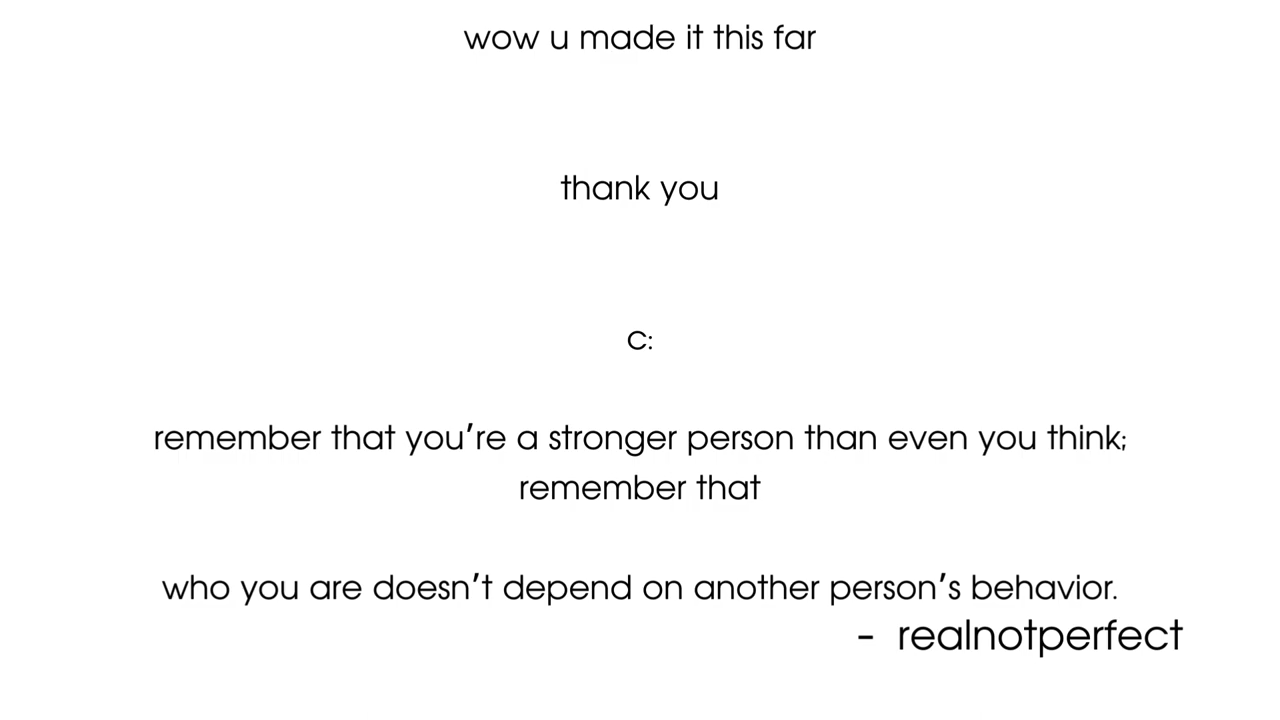 wow u made it this far
thank you
c:
remember that you’re a stronger person than even you think;
remember that
who you are doesn’t depend on another person’s behavior.
- realnotperfect